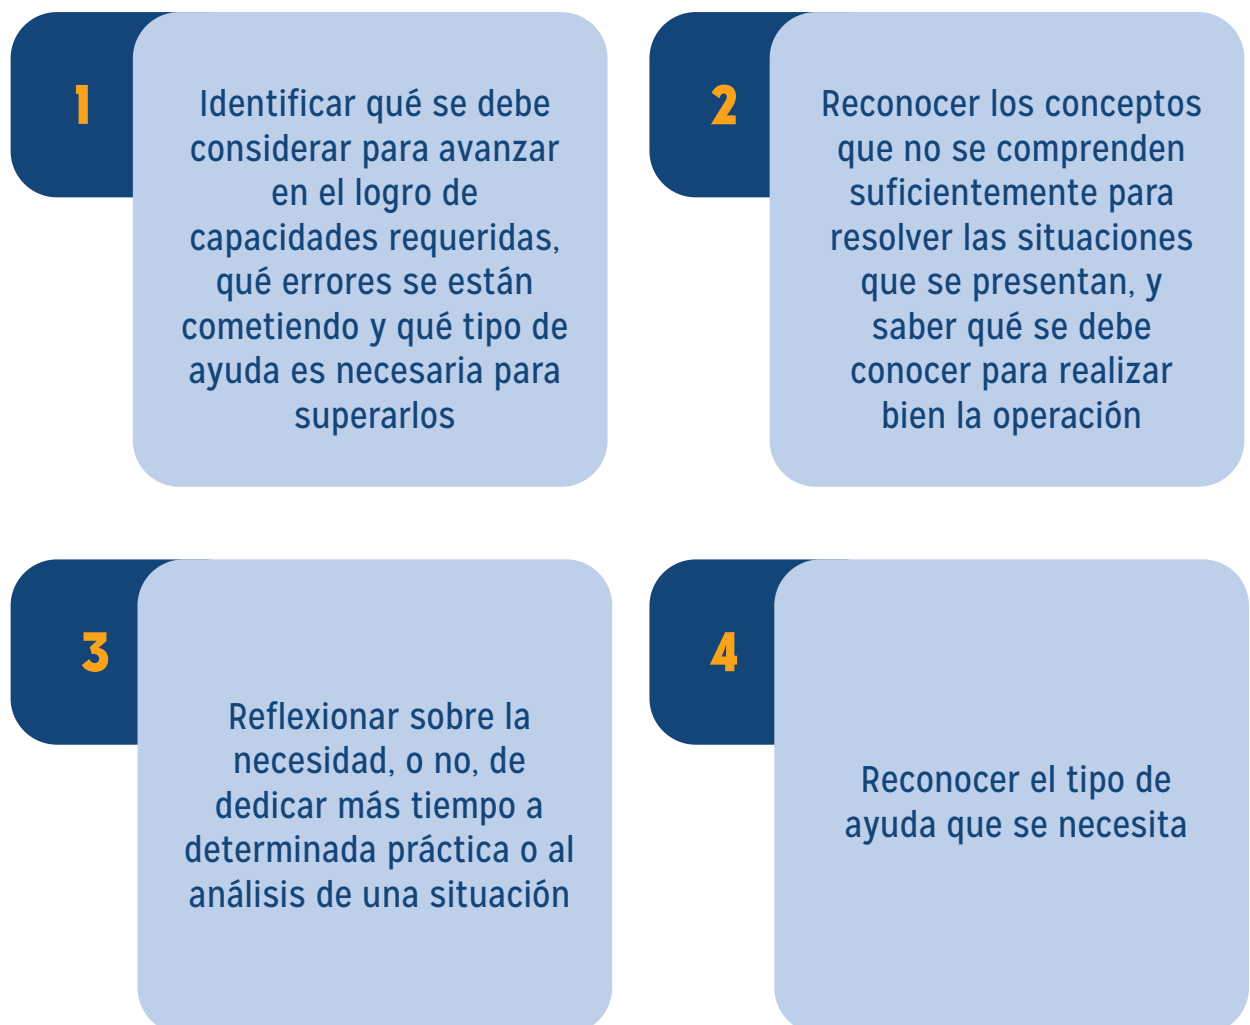 1
Identificar qué se debe
considerar para avanzar
en el logro de
capacidades requeridas,
qué errores se están
cometiendo y qué tipo de
ayuda es necesaria para
superarlos
2
Reconocer los conceptos
que no se comprenden
suficientemente para
resolver las situaciones
que se presentan, y
saber qué se debe
conocer para realizar
bien la operación
3
Reflexionar sobre la
necesidad, o no, de
dedicar más tiempo a
determinada práctica o al
análisis de una situación
4
Reconocer el tipo de
ayuda que se necesita